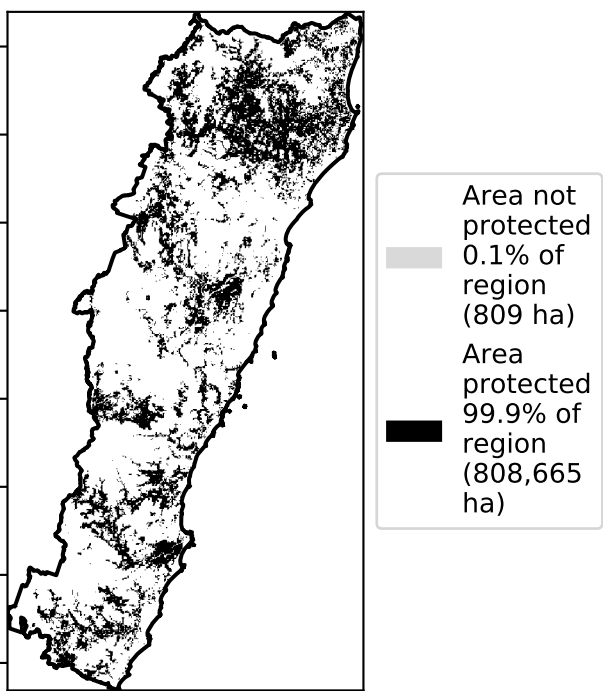 Area not
protected
0.1% of
region
(809 ha)
Area
protected
99.9% of
region
(808,665
ha)